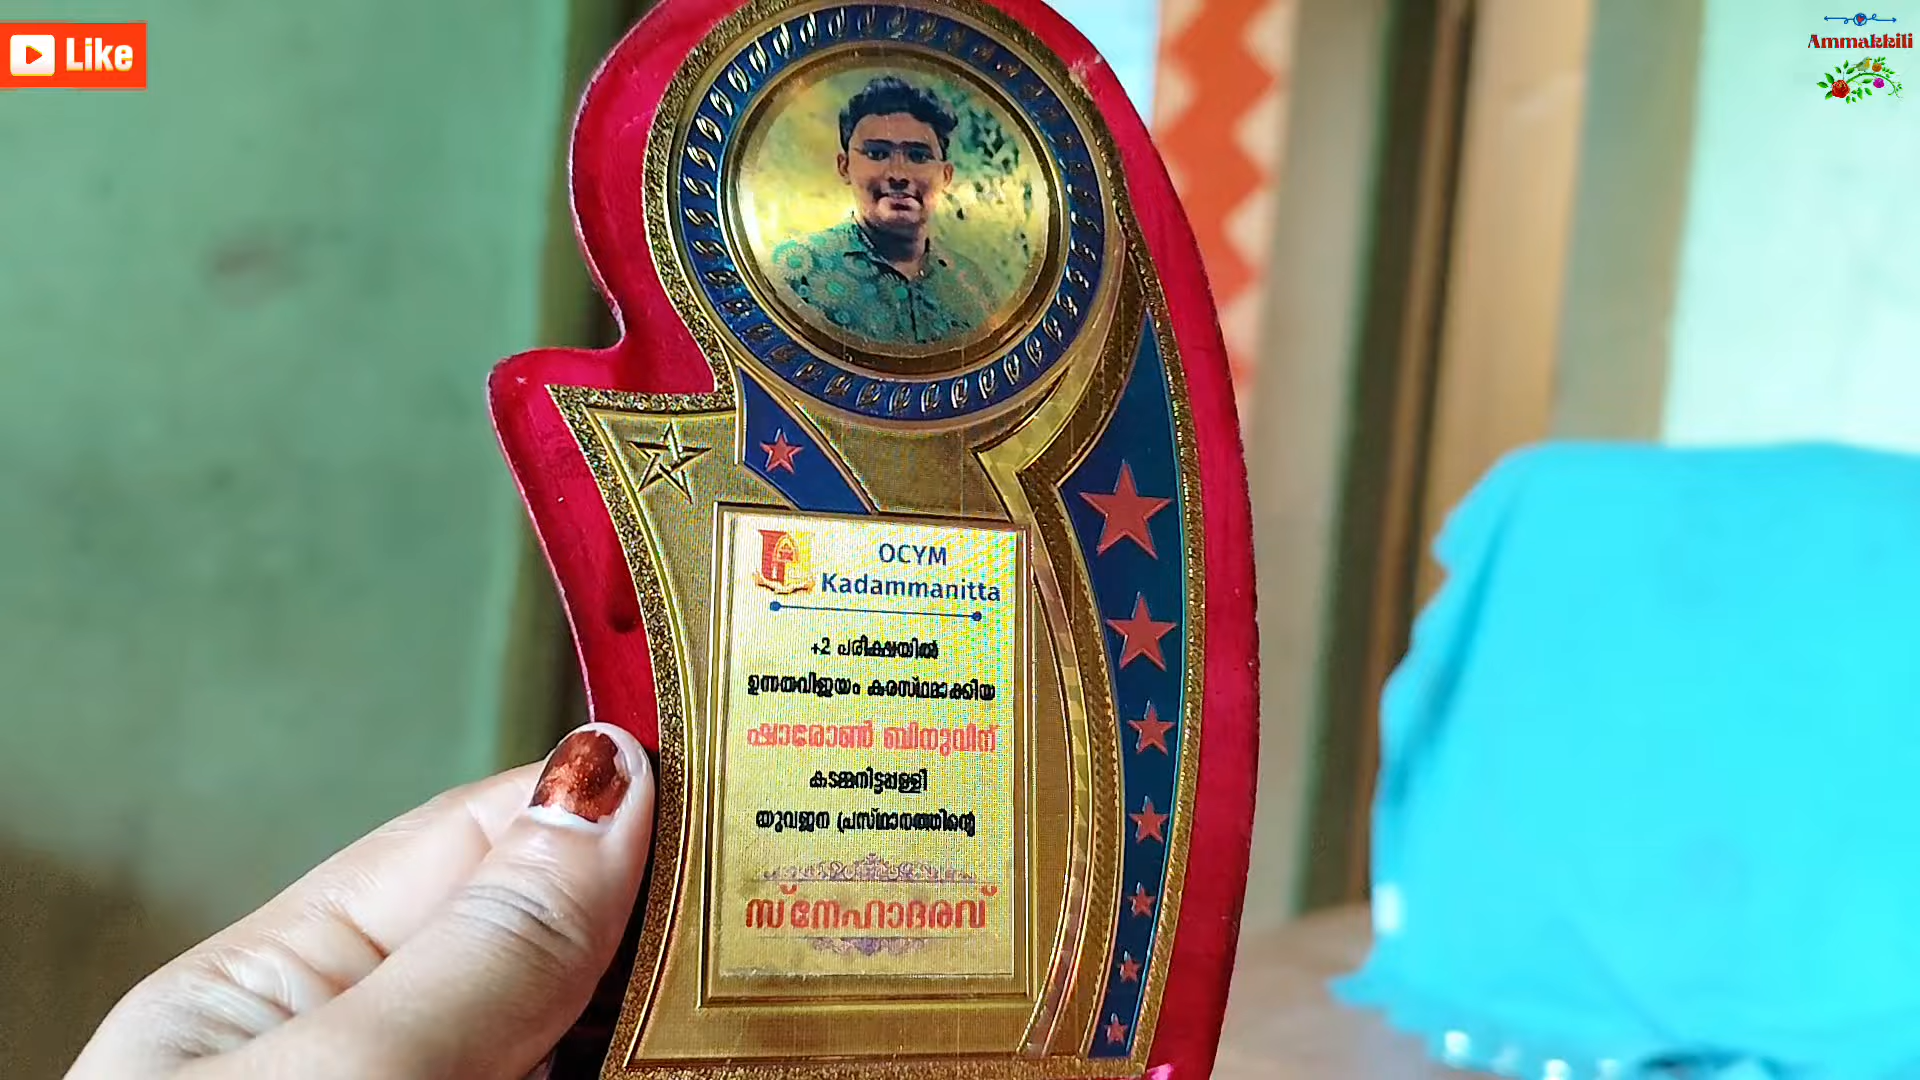 Like
Ammakkili
OCYM
Kadammanitta
+2 പരീക്ഷയിൽ
ഉന്നതവിജയം കരസ്ഥമാക്കിയ
ഷാരോൺ ബിനുവിന്
കടമ്മനിട്ടപള്ളി
യുവജന പ്രസ്ഥാനത്തിന്റെ
സ്നേഹാദരവ്